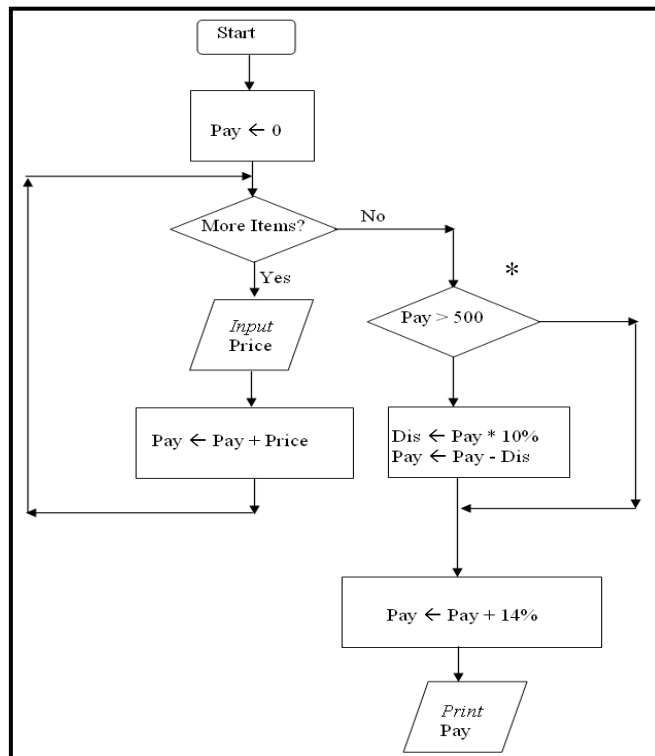 Start
Pay ← 0
More Items?
No
Yes
*
Input
Price
Pay > 500
Pay ← Pay + Price
Dis ← Pay * 10%
Pay ← Pay - Dis
Pay ← Pay + 14%
Print
Pay